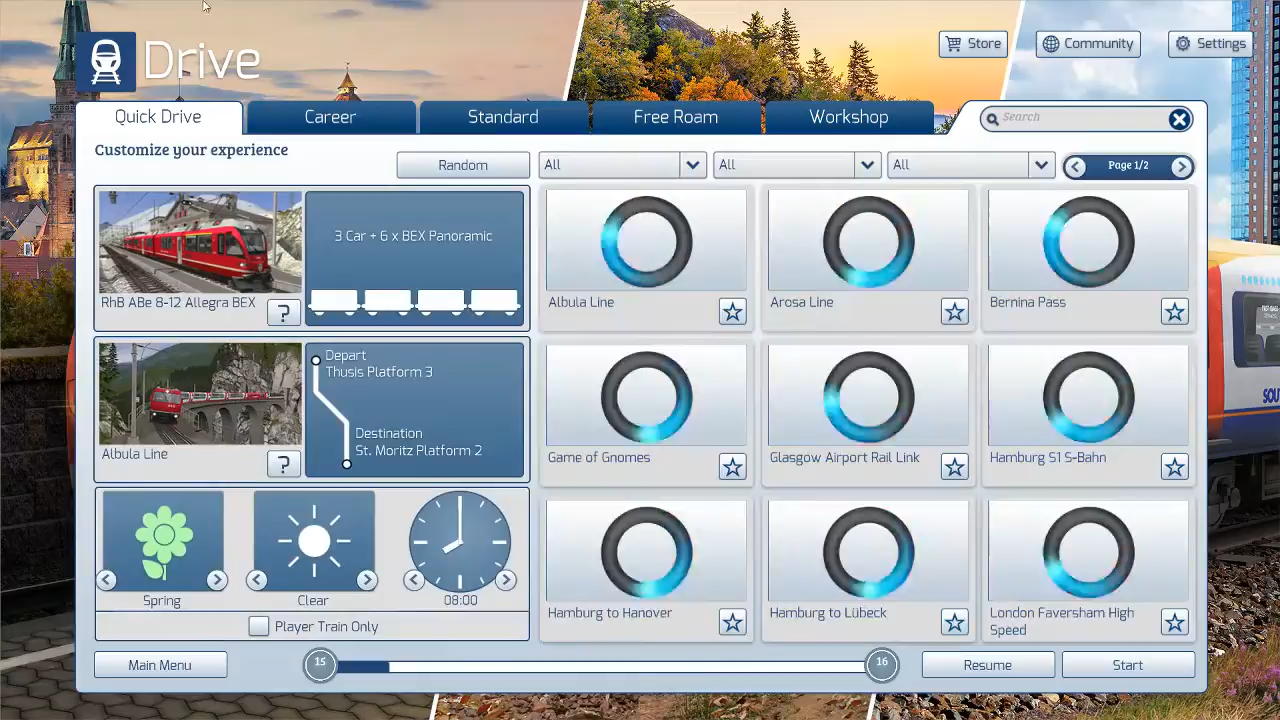 Drive
Store
Community
Settings
Quick Drive
Career
Standard
Free Roam
Workshop
Search
Customize your experience
Random
All
All
All
Page 1/2
3 Car + 6 x BEX Panoramic
RhB ABe 8-12 Allegra BEX
?
Depart
Thusis Platform 3
Destination
St. Moritz Platform 2
Albula Line
?
Spring
Clear
08:00
Player Train Only
Albula Line
Arosa Line
Bernina Pass
Game of Gnomes
Glasgow Airport Rail Link
Hamburg S1 S-Bahn
Hamburg to Hanover
Hamburg to Lübeck
London Faversham High
Speed
Main Menu
15
16
Resume
Start
SOU